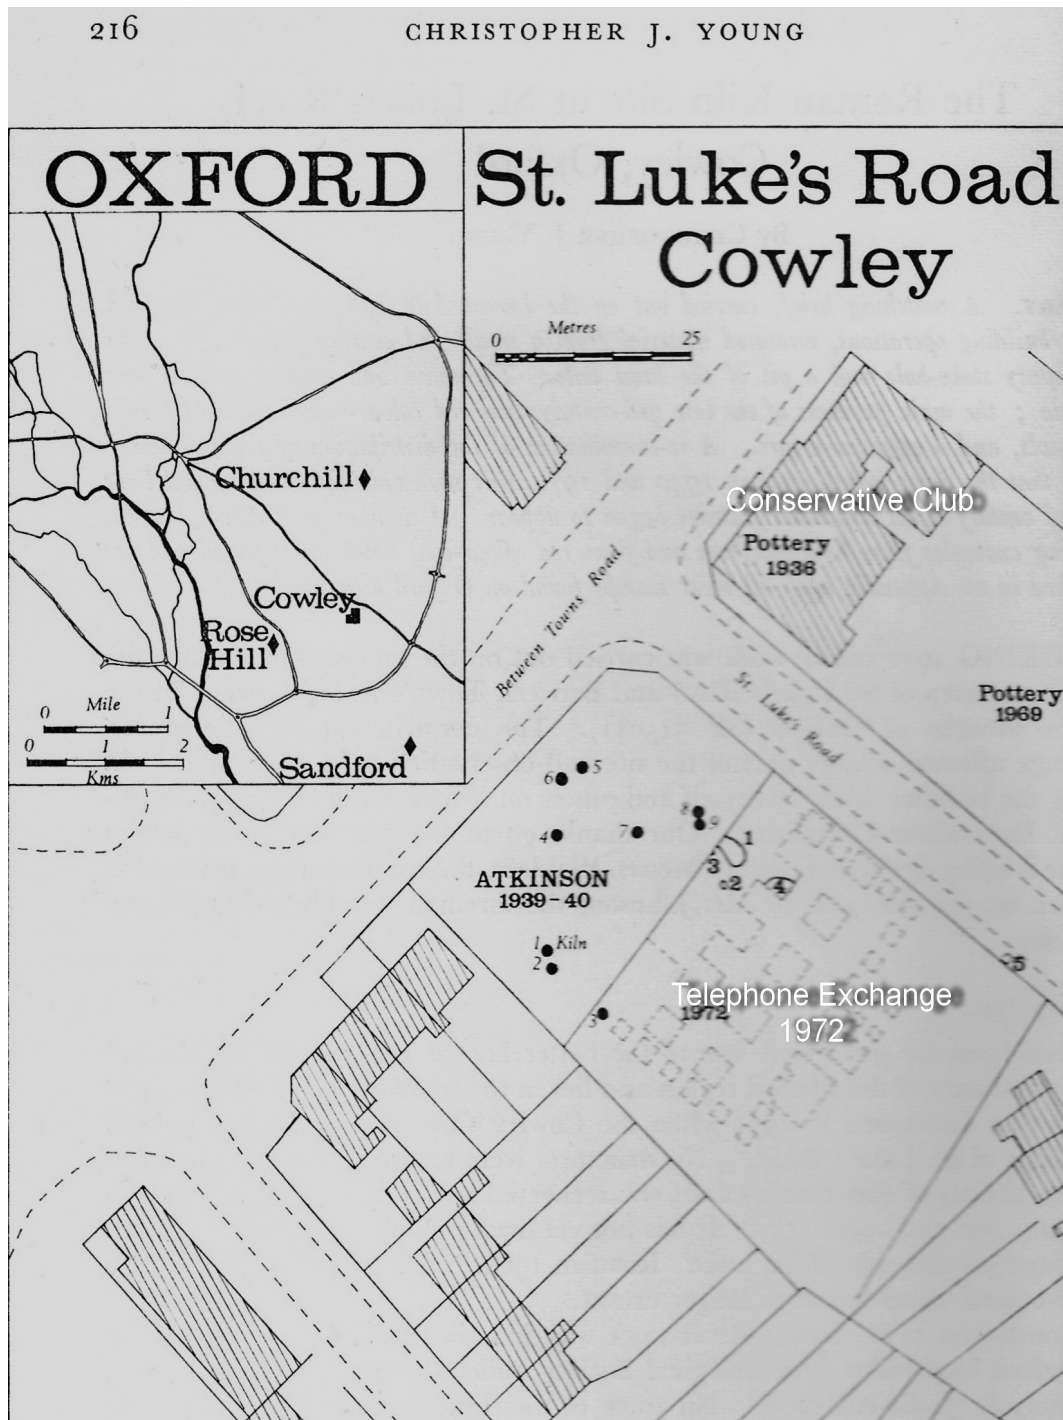 216
CHRISTOPHER J. YOUNG
OXFORD
Churchill
Cowley
Rose
Hill
Sandford
0 Mile 1
0 1 2
Kms
St. Luke's Road
Cowley
Metres
0 25
Conservative Club
Pottery
1936
Between Towns Road
St. Luke's Road
Pottery
1969
6 5
4 7
8
9
1
3
2
4
ATKINSON
1939-40
1 Kiln
2
3
5
1972
Telephone Exchange
1972